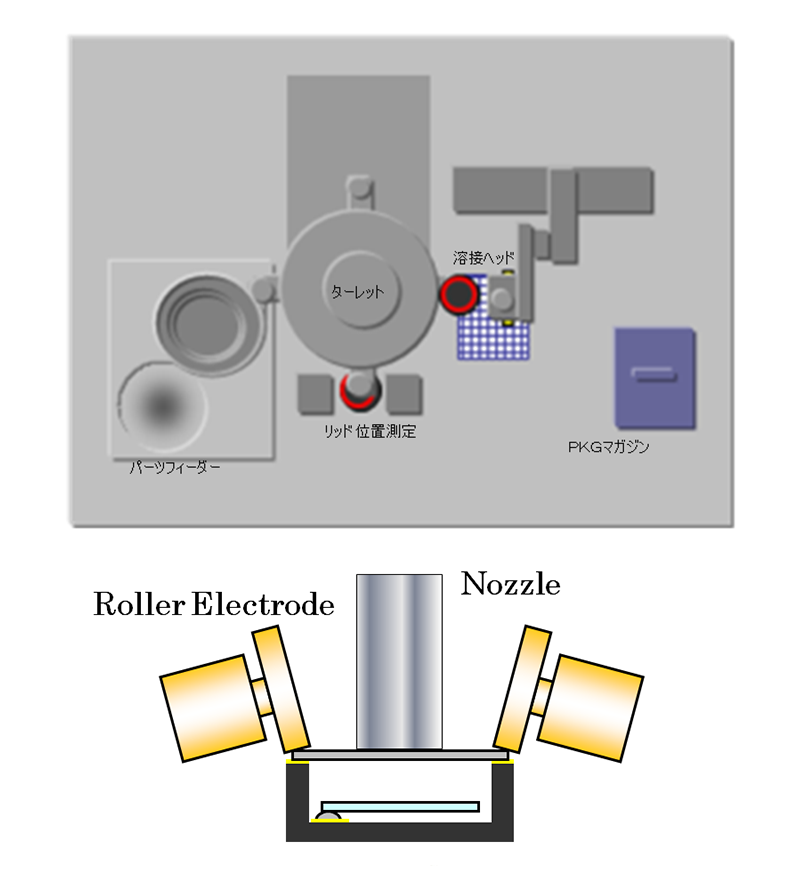 溶接ヘッド
ターレット
リッド位置測定
PKGマガジン
パーツフィーダー
Nozzle
Roller Electrode